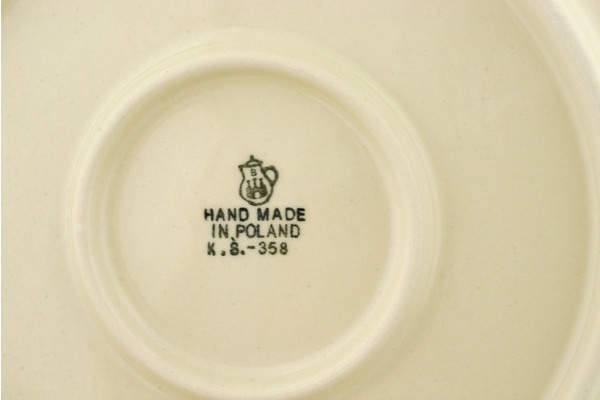 B
HAND MADE
IN POLAND
K.S.-358